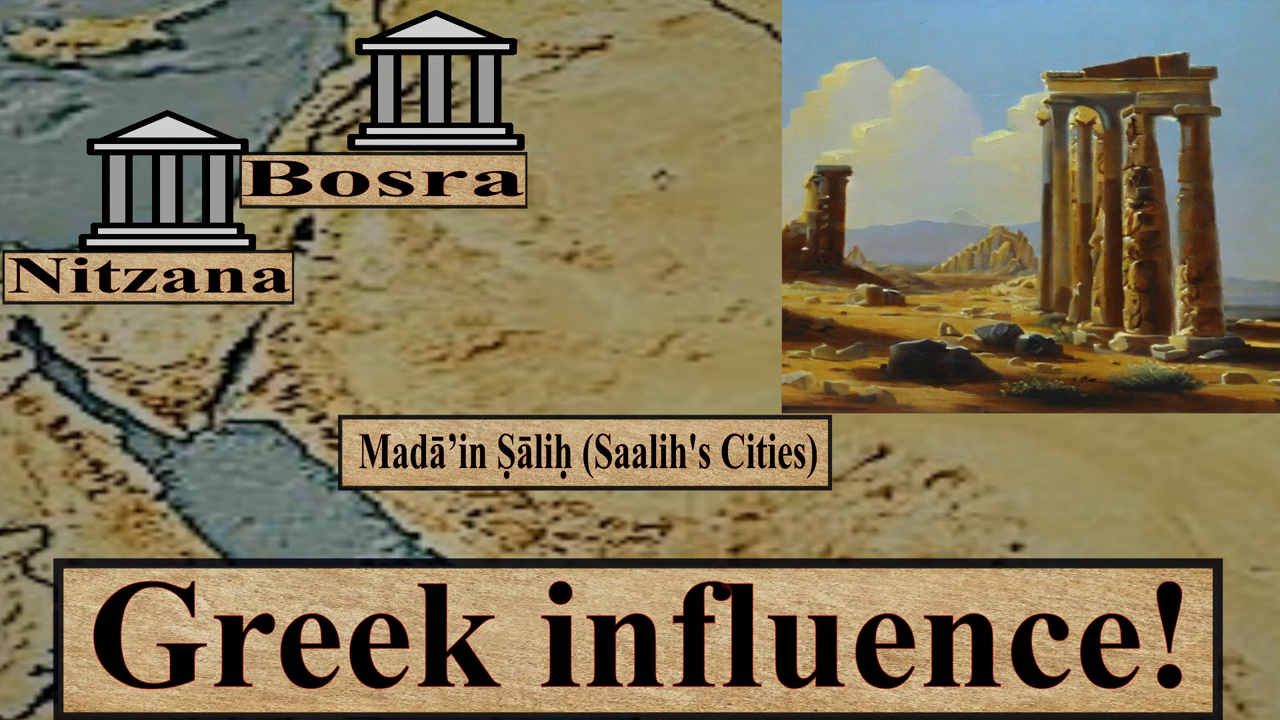 Bosra
Nitzana
Madā’in Ṣāliḥ (Saalih's Cities)
Greek influence!